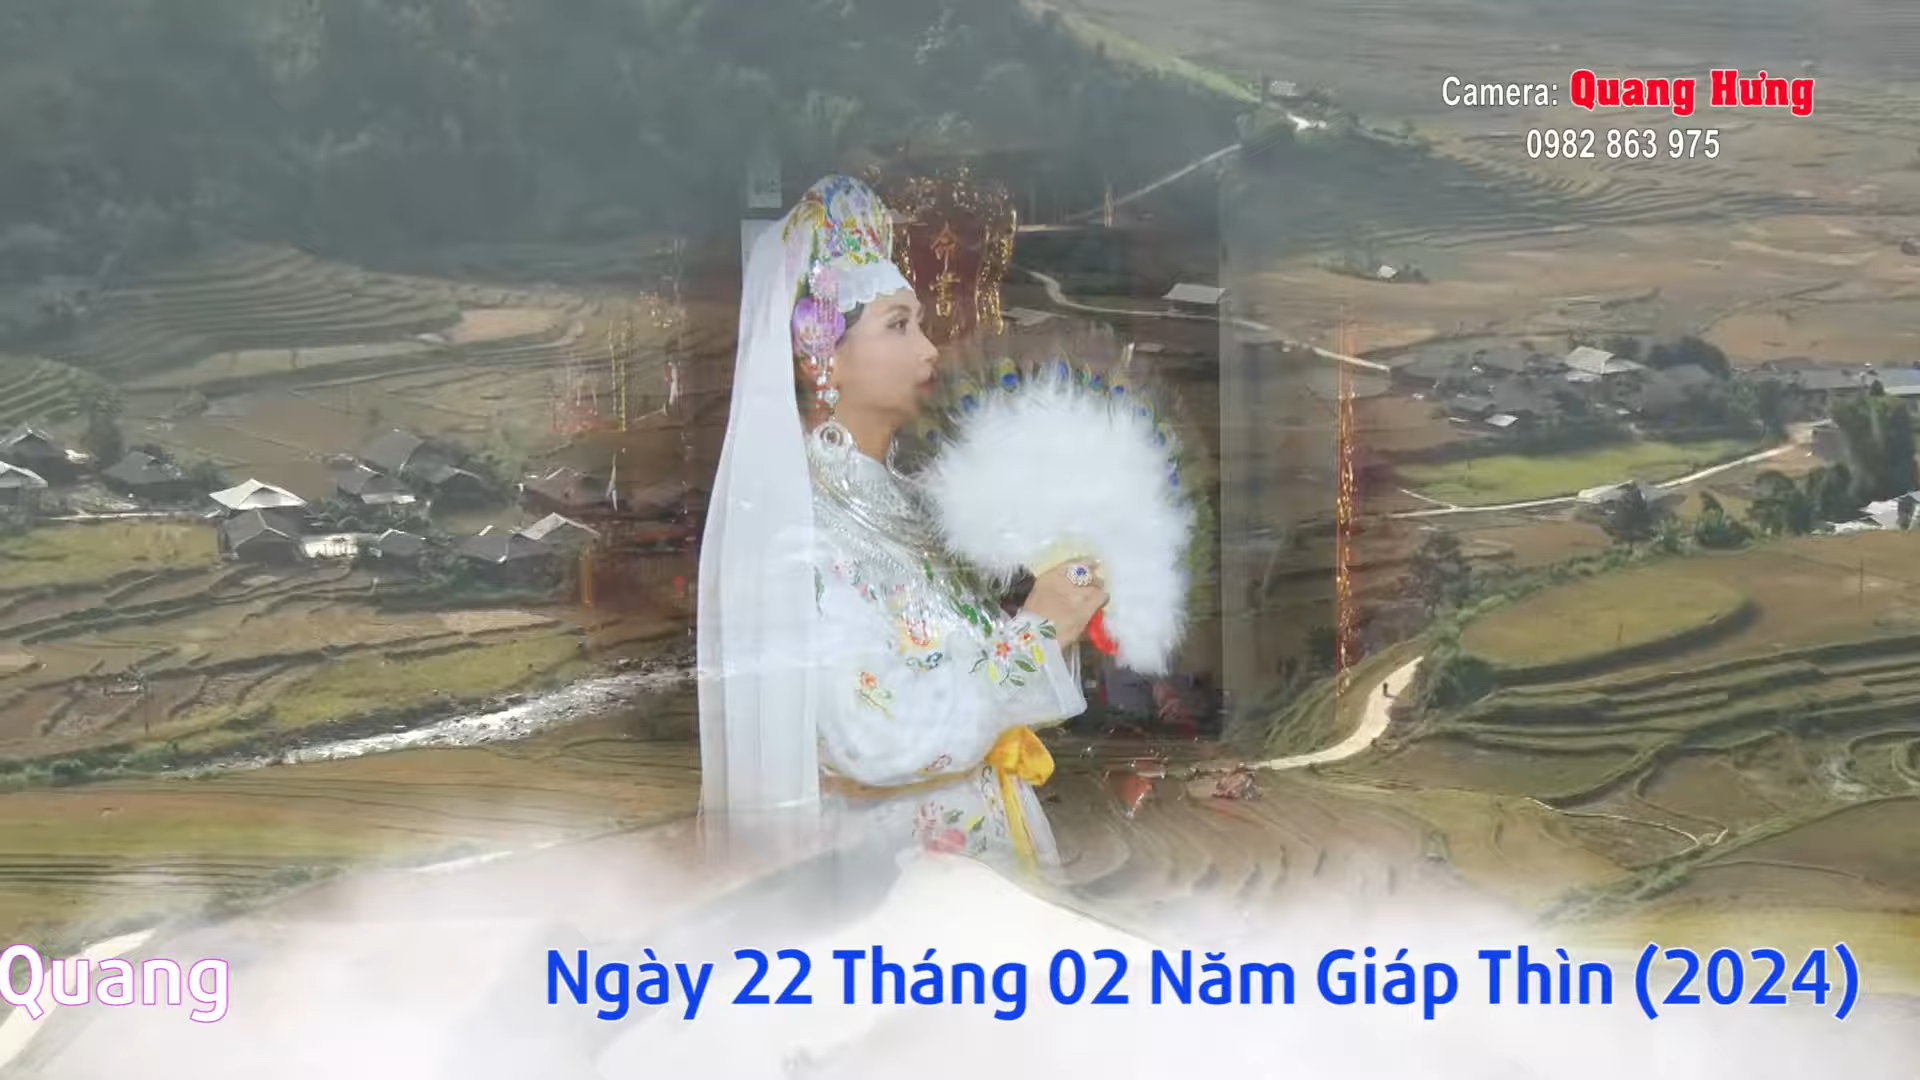 Camera: Quang Hưng
0982 863 975
Quang
Ngày 22 Tháng 02 Năm Giáp Thìn (2024)